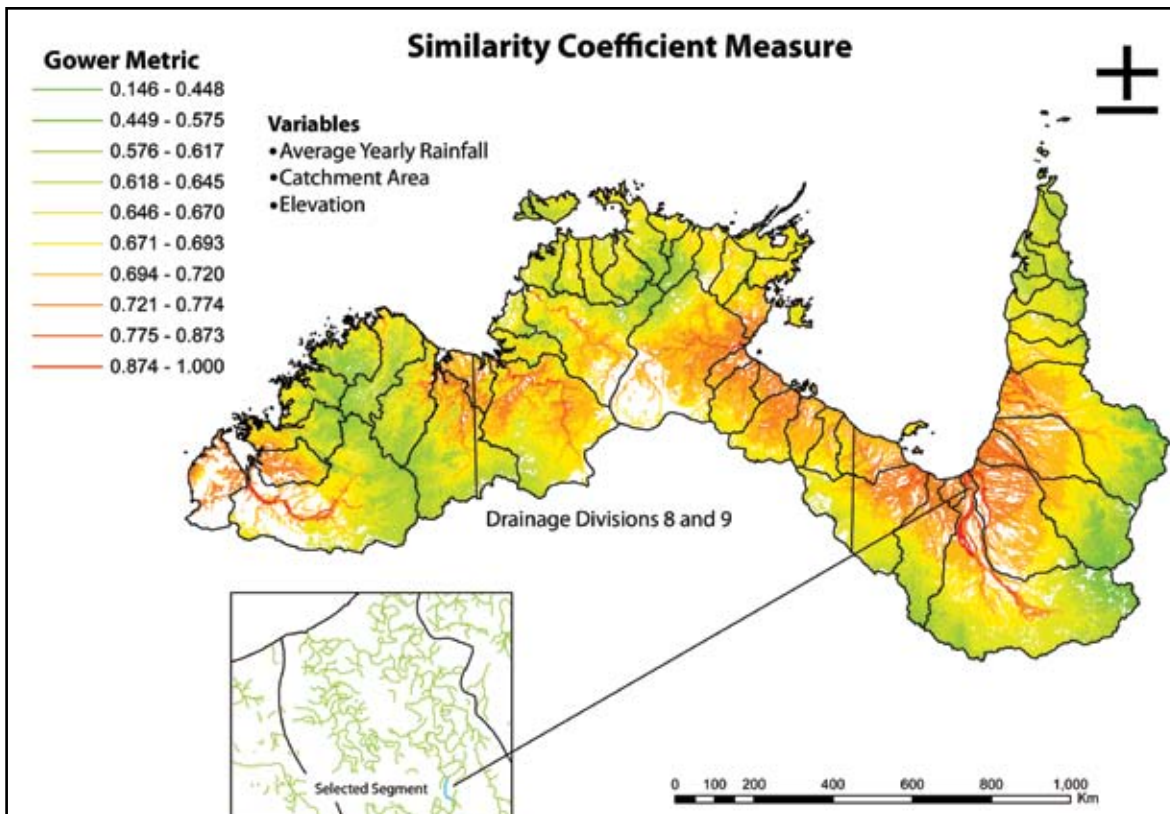 Similarity Coefficient Measure
Gower Metric
0.146 - 0.448
0.449 - 0.575
0.576 - 0.617
0.618 - 0.645
0.646 - 0.670
0.671 - 0.693
0.694 - 0.720
0.721 - 0.774
0.775 - 0.873
0.874 - 1.000
Variables
•Average Yearly Rainfall
•Catchment Area
•Elevation
Drainage Divisions 8 and 9
Selected Segment
0 100 200 400 600 800 1,000
Km